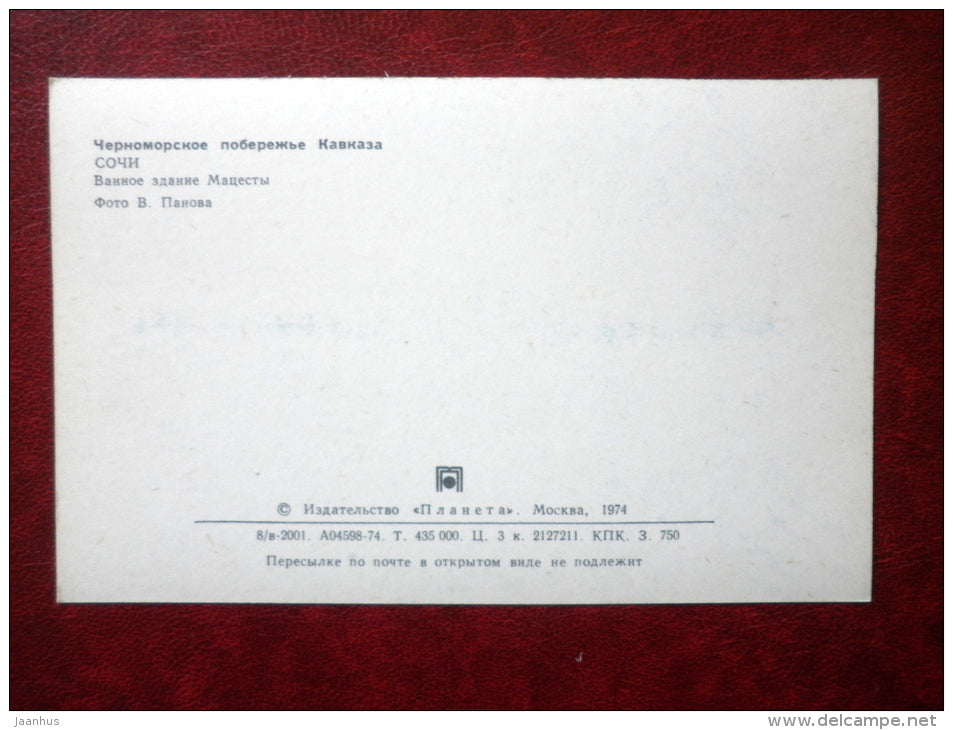 Черноморское побережье Кавказа
СОЧИ
Ванное здание Мацесты
Фото В. Панова
© Издательство «Планета». Москва, 1974
8/в-2001. А04598-74. Т. 435 000. Ц. 3 к. 2127211. КПК. З. 750
Пересылке по почте в открытом виде не подлежит
Jaanhus
www.delcampe.net